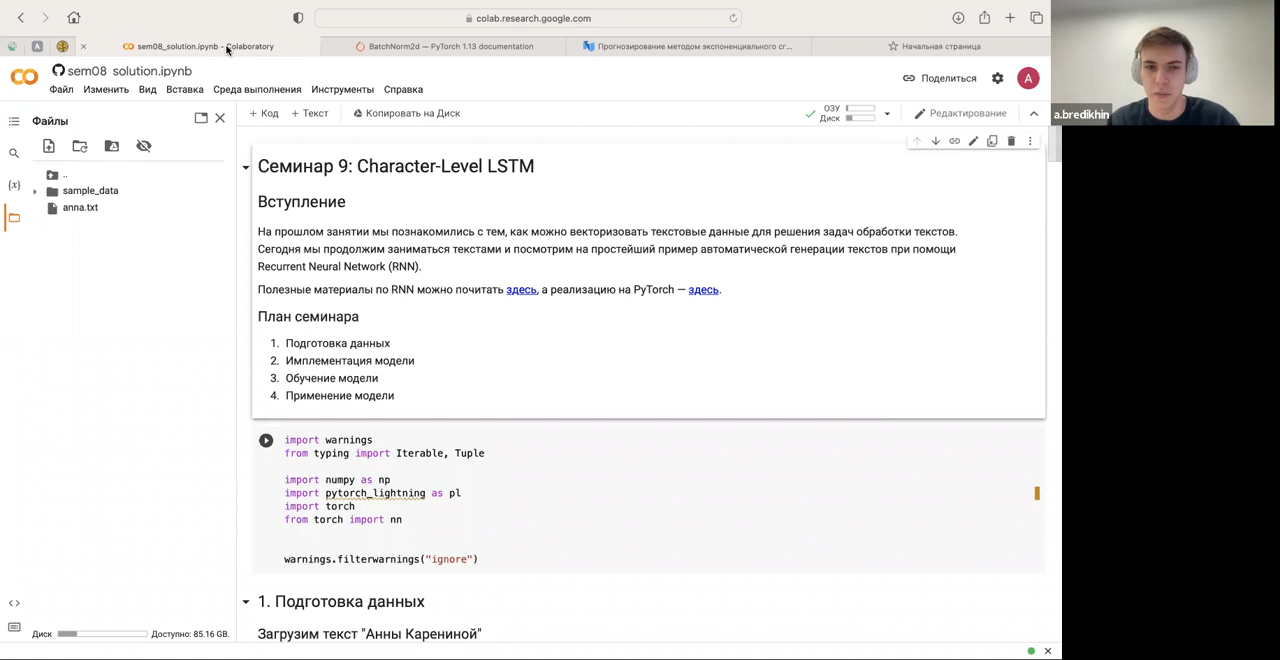 colab.research.google.com
A
sem08_solution.ipynb - Colaboratory
BatchNorm2d — PyTorch 1.13 documentation
Прогнозирование методом экспоненциального сг...
Начальная страница
sem08 solution.ipynb
Файл Изменить Вид Вставка Среда выполнения Инструменты Справка
Поделиться
A
a.bredikhin
Файлы
+ Код + Текст Копировать на Диск
ОЗУ
Диск
Редактирование
..
sample_data
anna.txt
Семинар 9: Character-Level LSTM
Вступление
На прошлом занятии мы познакомились с тем, как можно векторизовать текстовые данные для решения задач обработки текстов.
Сегодня мы продолжим заниматься текстами и посмотрим на простейший пример автоматической генерации текстов при помощи
Recurrent Neural Network (RNN).
Полезные материалы по RNN можно почитать здесь, а реализацию на PyTorch — здесь.
План семинара
1. Подготовка данных
2. Имплементация модели
3. Обучение модели
4. Применение модели
import warnings
from typing import Iterable, Tuple
import numpy as np
import pytorch_lightning as pl
import torch
from torch import nn
warnings.filterwarnings("ignore")
1. Подготовка данных
Загрузим текст "Анны Карениной"
Диск Доступно: 85.16 GB.